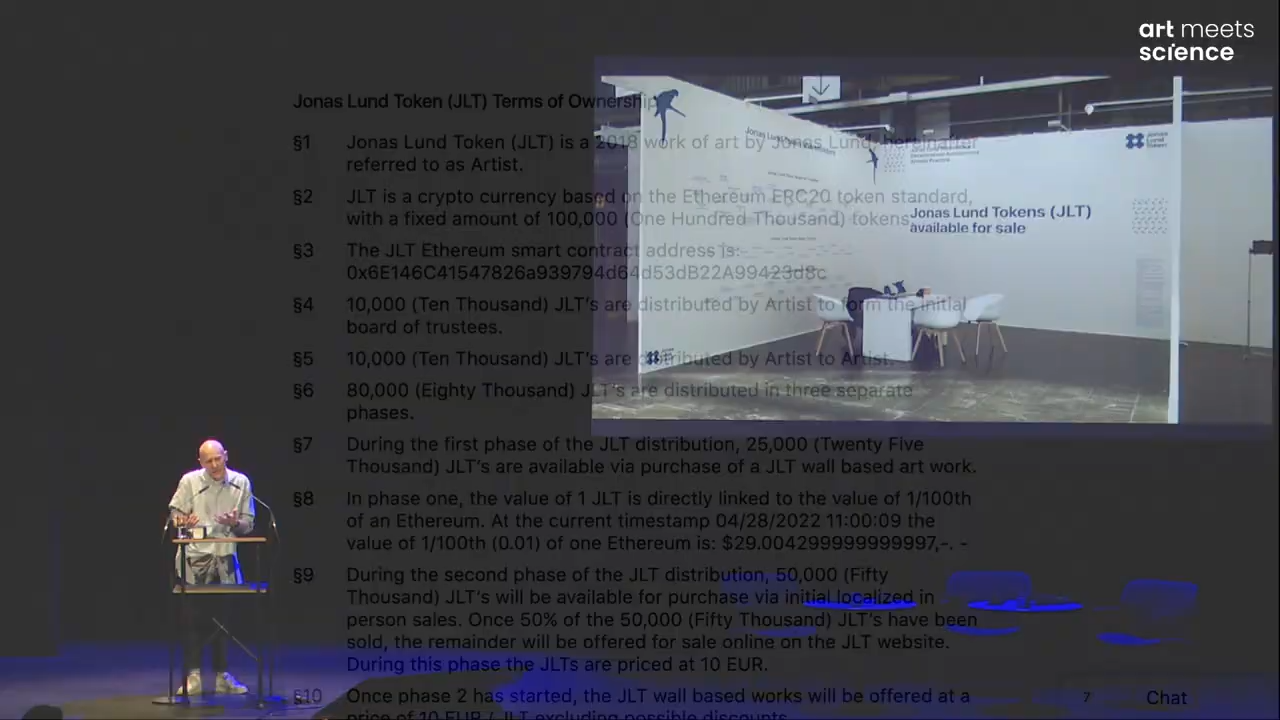 art meets
science
Jonas Lund Token (JLT) Terms of Ownership
§1 Jonas Lund Token (JLT) is a 2018 work of art by Jonas Lund, hereinafter
referred to as Artist.
§2 JLT is a crypto currency based on the Ethereum ERC20 token standard,
with a fixed amount of 100,000 (One Hundred Thousand) tokens.
§3 The JLT Ethereum smart contract address is:
0x6E146C41547826a939794d64d53dB22A99423d8c
§4 10,000 (Ten Thousand) JLT's are distributed by Artist to form the initial
board of trustees.
§5 10,000 (Ten Thousand) JLT's are distributed by Artist to Artist.
§6 80,000 (Eighty Thousand) JLT's are distributed in three separate
phases.
§7 During the first phase of the JLT distribution, 25,000 (Twenty Five
Thousand) JLT's are available via purchase of a JLT wall based art work.
§8 In phase one, the value of 1 JLT is directly linked to the value of 1/100th
of an Ethereum. At the current timestamp 04/28/2022 11:00:09 the
value of 1/100th (0.01) of one Ethereum is: $29.004299999999997,-. -
§9 During the second phase of the JLT distribution, 50,000 (Fifty
Thousand) JLT's will be available for purchase via initial localized in
person sales. Once 50% of the 50,000 (Fifty Thousand) JLT's have been
sold, the remainder will be offered for sale online on the JLT website.
During this phase the JLTs are priced at 10 EUR.
§10 Once phase 2 has started, the JLT wall based works will be offered at a
price of 10 EUR / JLT excluding possible discounts.
Jonas Lund Tokens (JLT)
available for sale
Jonas
Lund
Token
7 Chat